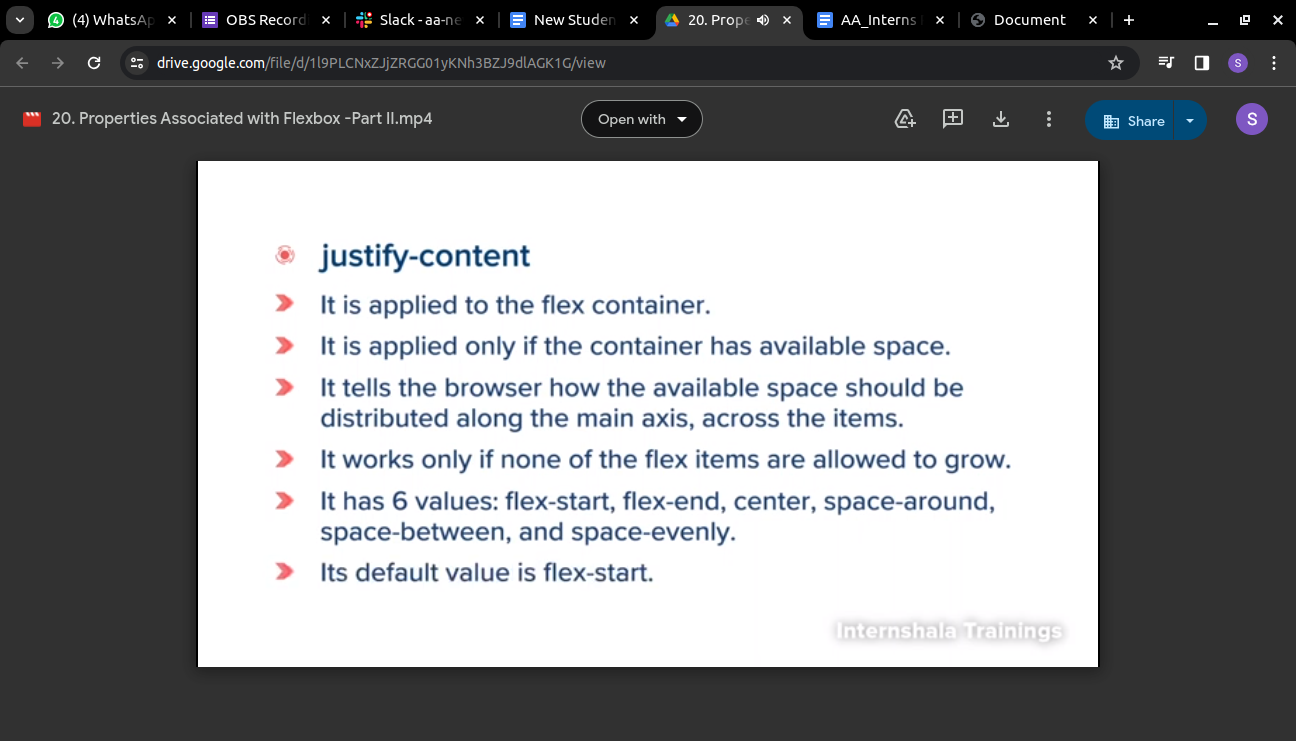 (4) WhatsAp
OBS Record
Slack - aa-ne
New Studen
20. Prope
AA_Interns
Document
drive.google.com/file/d/1l9PLCNxZJjZRGG01yKNh3BZJ9dlAGK1G/view
S
20. Properties Associated with Flexbox -Part II.mp4
Open with
Share
S
justify-content
It is applied to the flex container.
It is applied only if the container has available space.
It tells the browser how the available space should be
distributed along the main axis, across the items.
It works only if none of the flex items are allowed to grow.
It has 6 values: flex-start, flex-end, center, space-around,
space-between, and space-evenly.
Its default value is flex-start.
Internshala Trainings